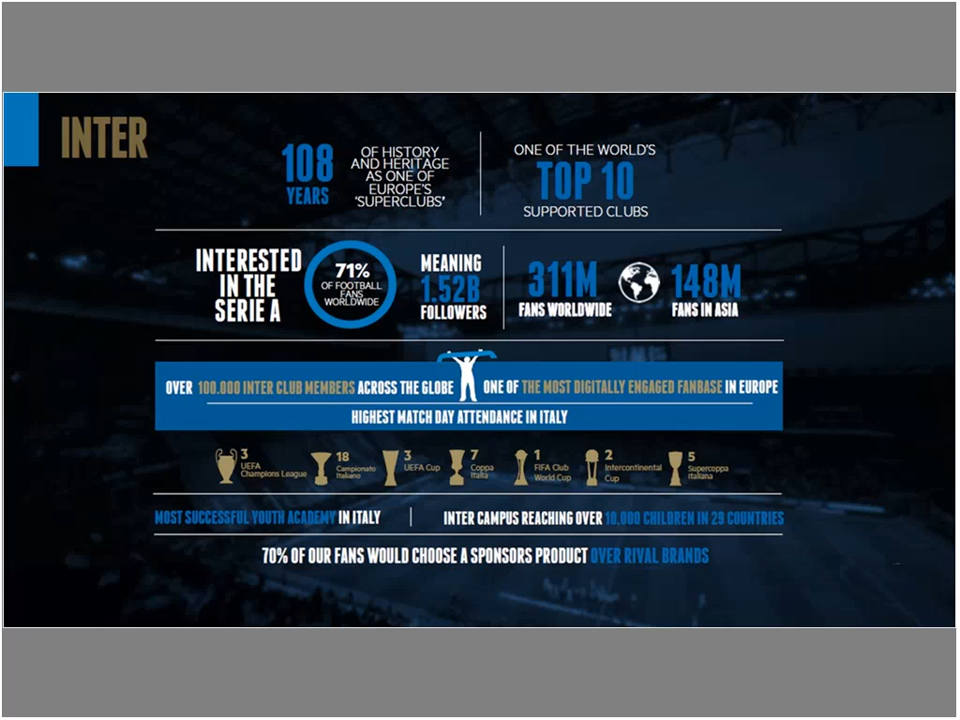 INTER
108
YEARS
OF HISTORY
AND HERITAGE
AS ONE OF
EUROPE'S
'SUPERCLUBS'
ONE OF THE WORLD'S
TOP 10
SUPPORTED CLUBS
INTERESTED
IN THE
SERIE A
71%
OF FOOTBALL
FANS
WORLDWIDE
MEANING
1.52B
FOLLOWERS
311M
FANS WORLDWIDE
148M
FANS IN ASIA
OVER 100.000 INTER CLUB MEMBERS ACROSS THE GLOBE
ONE OF THE MOST DIGITALLY ENGAGED FANBASE IN EUROPE
HIGHEST MATCH DAY ATTENDANCE IN ITALY
3
UEFA
Champions League
18
Campionato
Italiano
3
UEFA Cup
7
Coppa
Italia
1
FIFA Club
World Cup
2
Intercontinental
Cup
5
Supercoppa
Italiana
MOST SUCCESSFUL YOUTH ACADEMY IN ITALY
INTER CAMPUS REACHING OVER 10.000 CHILDREN IN 29 COUNTRIES
70% OF OUR FANS WOULD CHOOSE A SPONSORS PRODUCT OVER RIVAL BRANDS